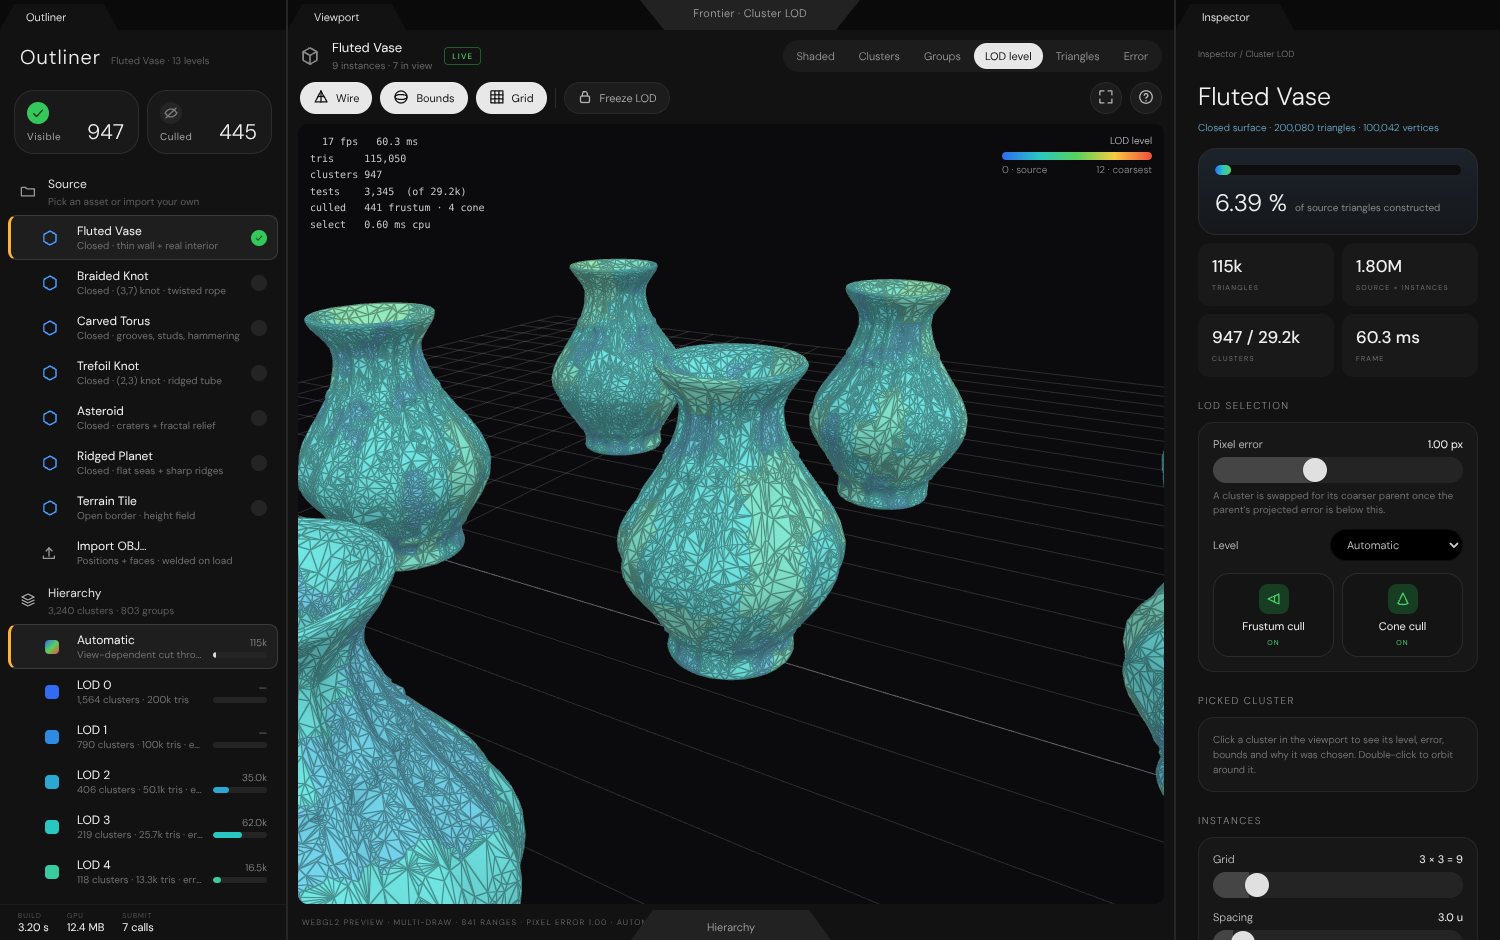 Outliner
Viewport
Frontier · Cluster LOD
Inspector
Outliner
Fluted Vase · 13 levels
Visible
947
Culled
445
Source
Pick an asset or import your own
Fluted Vase
Closed · thin wall + real interior
Braided Knot
Closed · (3,7) knot · twisted rope
Carved Torus
Closed · grooves, studs, hammering
Trefoil Knot
Closed · (2,3) knot · ridged tube
Asteroid
Closed · craters + fractal relief
Ridged Planet
Closed · flat seas + sharp ridges
Terrain Tile
Open border · height field
Import OBJ...
Positions + faces · welded on load
Hierarchy
3,240 clusters · 803 groups
Automatic
115k
View-dependent cut thro...
LOD 0
—
1,564 clusters · 200k tris
LOD 1
—
790 clusters · 100k tris · e...
LOD 2
35.0k
406 clusters · 50.1k tris · e...
LOD 3
62.0k
219 clusters · 25.7k tris · er...
LOD 4
16.5k
118 clusters · 13.3k tris · err...
BUILD
3.20 s
GPU
12.4 MB
SUBMIT
7 calls
Fluted Vase
9 instances · 7 in view
LIVE
Shaded
Clusters
Groups
LOD level
Triangles
Error
Wire
Bounds
Grid
Freeze LOD
17 fps 60.3 ms
tris 115,050
clusters 947
tests 3,345 (of 29.2k)
culled 441 frustum · 4 cone
select 0.60 ms cpu
LOD level
0 · source
12 · coarsest
WEBGL2 PREVIEW · MULTI-DRAW · 841 RANGES · PIXEL ERROR 1.00 · AUTOM
Hierarchy
Inspector / Cluster LOD
Fluted Vase
Closed surface · 200,080 triangles · 100,042 vertices
6.39 % of source triangles constructed
115k
TRIANGLES
1.80M
SOURCE × INSTANCES
947 / 29.2k
CLUSTERS
60.3 ms
FRAME
LOD SELECTION
Pixel error
1.00 px
A cluster is swapped for its coarser parent once the
parent's projected error is below this.
Level
Automatic
Frustum cull
ON
Cone cull
ON
PICKED CLUSTER
Click a cluster in the viewport to see its level, error,
bounds and why it was chosen. Double-click to orbit
around it.
INSTANCES
Grid
3 × 3 = 9
Spacing
3.0 u